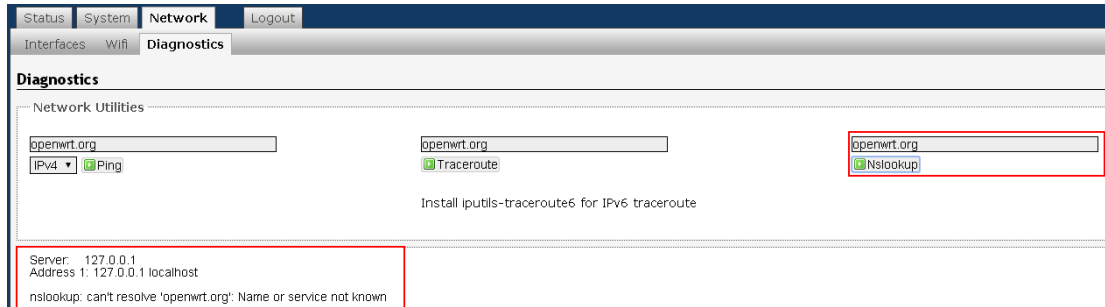 Status System Network Logout
Interfaces Wifi Diagnostics
Diagnostics
Network Utilities
openwrt.org openwrt.org openwrt.org
IPv4 Ping Traceroute Nslookup
Install iputils-traceroute6 for IPv6 traceroute
Server: 127.0.0.1
Address 1: 127.0.0.1 localhost
nslookup: can't resolve 'openwrt.org': Name or service not known